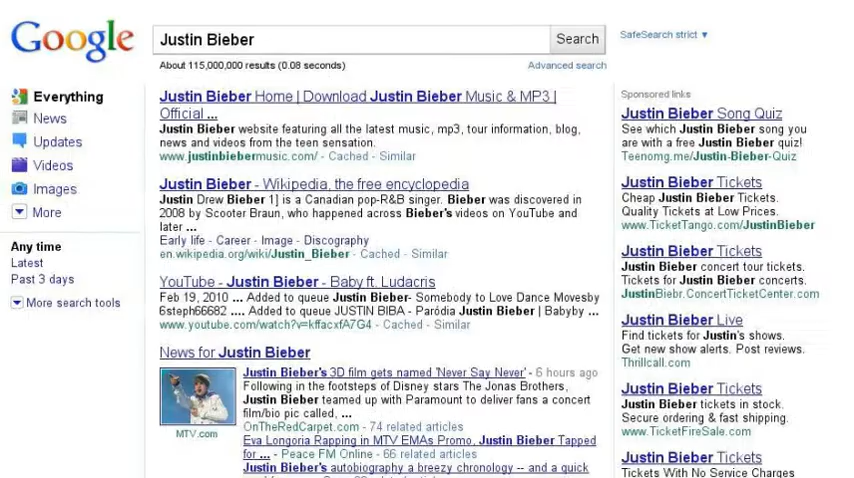 Google
Justin Bieber
Search
SafeSearch strict ▼
About 115,000,000 results (0.08 seconds)
Advanced search
Everything
News
Updates
Videos
Images
More
Any time
Latest
Past 3 days
More search tools
Justin Bieber Home | Download Justin Bieber Music & MP3 |
Official ...
Justin Bieber website featuring all the latest music, mp3, tour information, blog,
news and videos from the teen sensation.
www.justinbiebermusic.com/ - Cached - Similar
Justin Bieber - Wikipedia, the free encyclopedia
Justin Drew Bieber 1] is a Canadian pop-R&B singer. Bieber was discovered in
2008 by Scooter Braun, who happened across Bieber's videos on YouTube and
later ...
Early life - Career - Image - Discography
en.wikipedia.org/wiki/Justin_Bieber - Cached - Similar
YouTube - Justin Bieber - Baby ft. Ludacris
Feb 19, 2010 ... Added to queue Justin Bieber- Somebody to Love Dance Movesby
6steph66682 .... Added to queue JUSTIN BIBA - Paródia Justin Bieber | Babyby ...
www.youtube.com/watch?v=kffacxfA7G4 - Cached - Similar
News for Justin Bieber
Justin Bieber's 3D film gets named 'Never Say Never' - 6 hours ago
Following in the footsteps of Disney stars The Jonas Brothers,
Justin Bieber teamed up with Paramount to deliver fans a concert
film/bio pic called, ...
OnTheRedCarpet.com - 74 related articles
MTV.com
Eva Longoria Rapping in MTV EMAs Promo, Justin Bieber Tapped
for ... - Peace FM Online - 66 related articles
Justin Bieber's autobiography a breezy chronology -- and a quick
Sponsored links
Justin Bieber Song Quiz
See which Justin Bieber song you
are with a free Justin Bieber quiz!
Teenomg.me/Justin-Bieber-Quiz
Justin Bieber Tickets
Cheap Justin Bieber Tickets.
Quality Tickets at Low Prices.
www.TicketTango.com/JustinBieber
Justin Bieber Tickets
Justin Bieber concert tour tickets.
Tickets for Justin Bieber concerts.
JustinBiebr.ConcertTicketCenter.com
Justin Bieber Live
Find tickets for Justin's shows.
Get new show alerts. Post reviews.
Thrillcall.com
Justin Bieber Tickets
Justin Bieber tickets in stock.
Secure ordering & fast shipping.
www.TicketFireSale.com
Justin Bieber Tickets
Tickets With No Service Charges